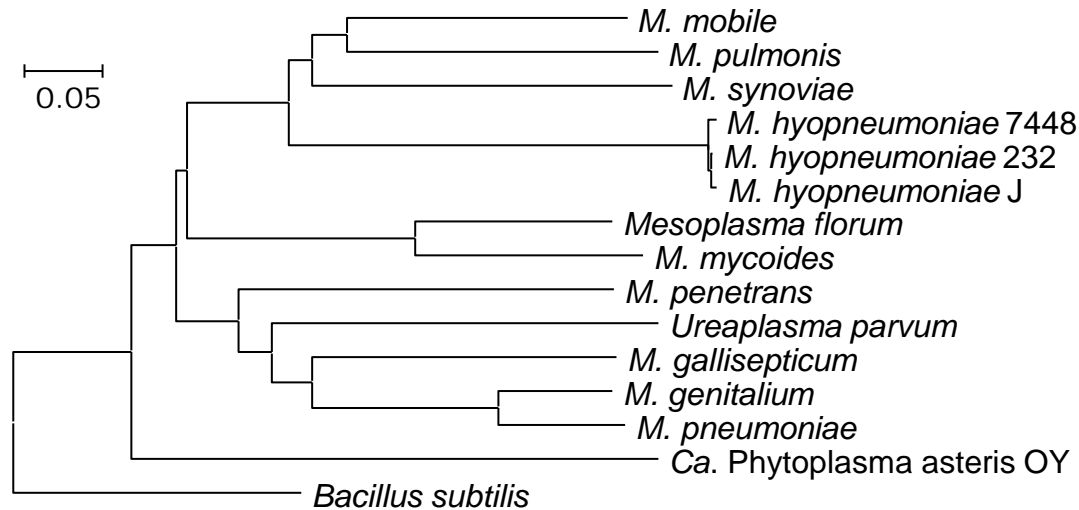 M. mobile
M. pulmonis
0.05
M. synoviae
M. hyopneumoniae 7448
M. hyopneumoniae 232
M. hyopneumoniae J
Mesoplasma florum
M. mycoides
M. penetrans
Ureaplasma parvum
M. gallisepticum
M. genitalium
M. pneumoniae
Ca. Phytoplasma asteris OY
Bacillus subtilis